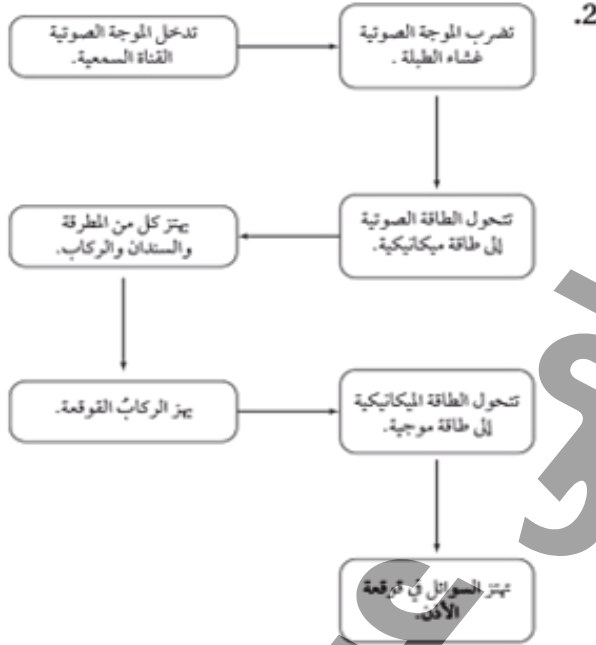 2.
تدخل الموجة الصوتية
القناة السمعية.
تضرب الموجة الصوتية
غشاء الطبلة .
تتحول الطاقة الصوتية
إلى طاقة ميكانيكية.
يهتز كل من المطرقة
والسندان والركاب.
يهز الركابُ القوقعة.
تتحول الطاقة الميكانيكية
إلى طاقة موجية.
تهتز السوائل في قوقعة
الأذن.